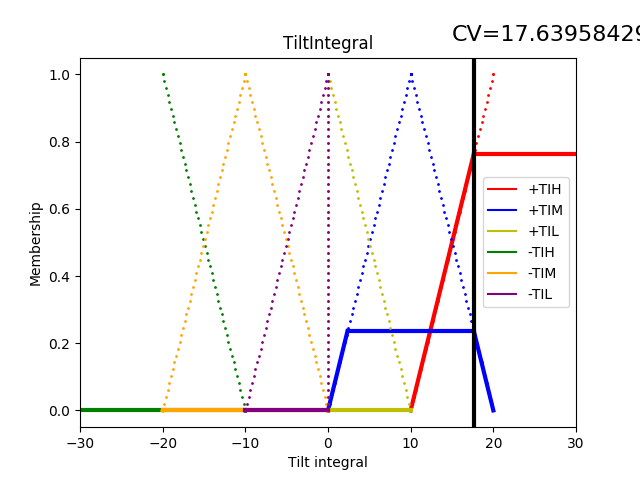 CV=17.63958429
TiltIntegral
1.0
0.8
0.6
0.4
0.2
0.0
Membership
+TIH
+TIM
+TIL
-TIH
-TIM
-TIL
−30 −20 −10 0 10 20 30
Tilt integral